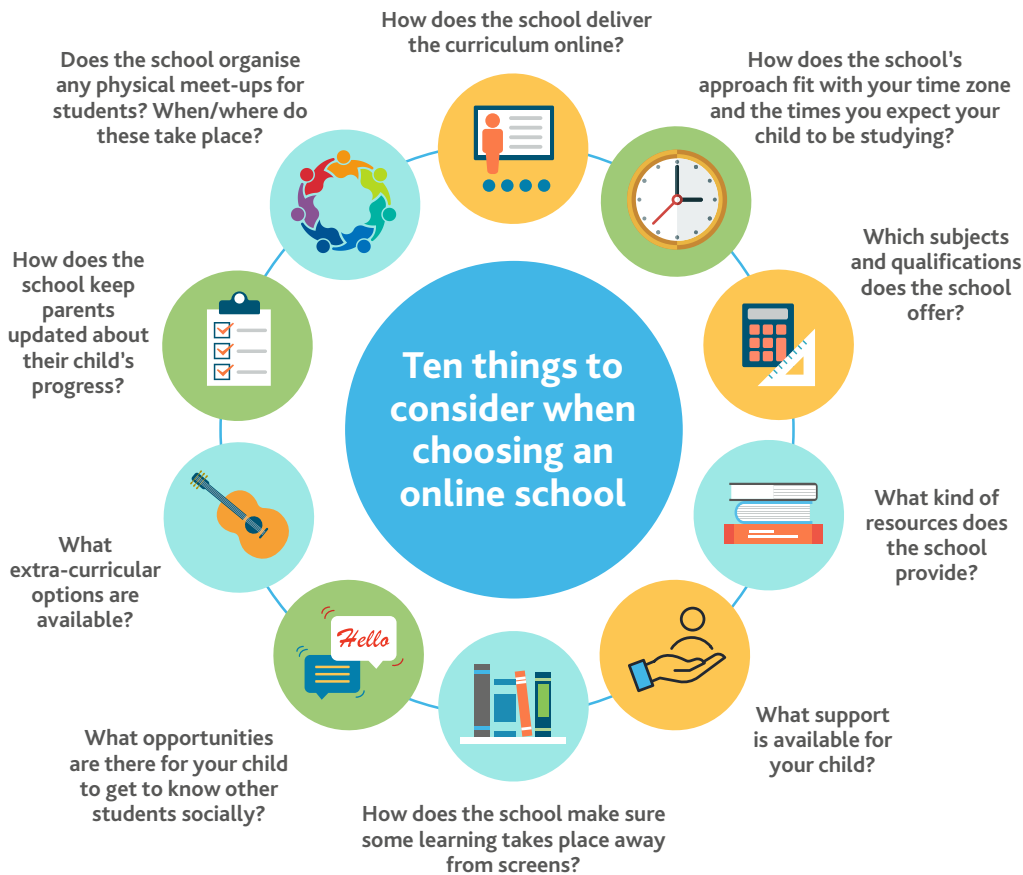 Ten things to
consider when
choosing an
online school
How does the school deliver
the curriculum online?
How does the school's
approach fit with your time zone
and the times you expect your
child to be studying?
Which subjects
and qualifications
does the school
offer?
What kind of
resources does
the school
provide?
What support
is available for
your child?
How does the school make sure
some learning takes place away
from screens?
What opportunities
are there for your child
to get to know other
students socially?
Hello
What
extra-curricular
options are
available?
How does the
school keep
parents
updated about
their child's
progress?
Does the school organise
any physical meet-ups for
students? When/where do
these take place?